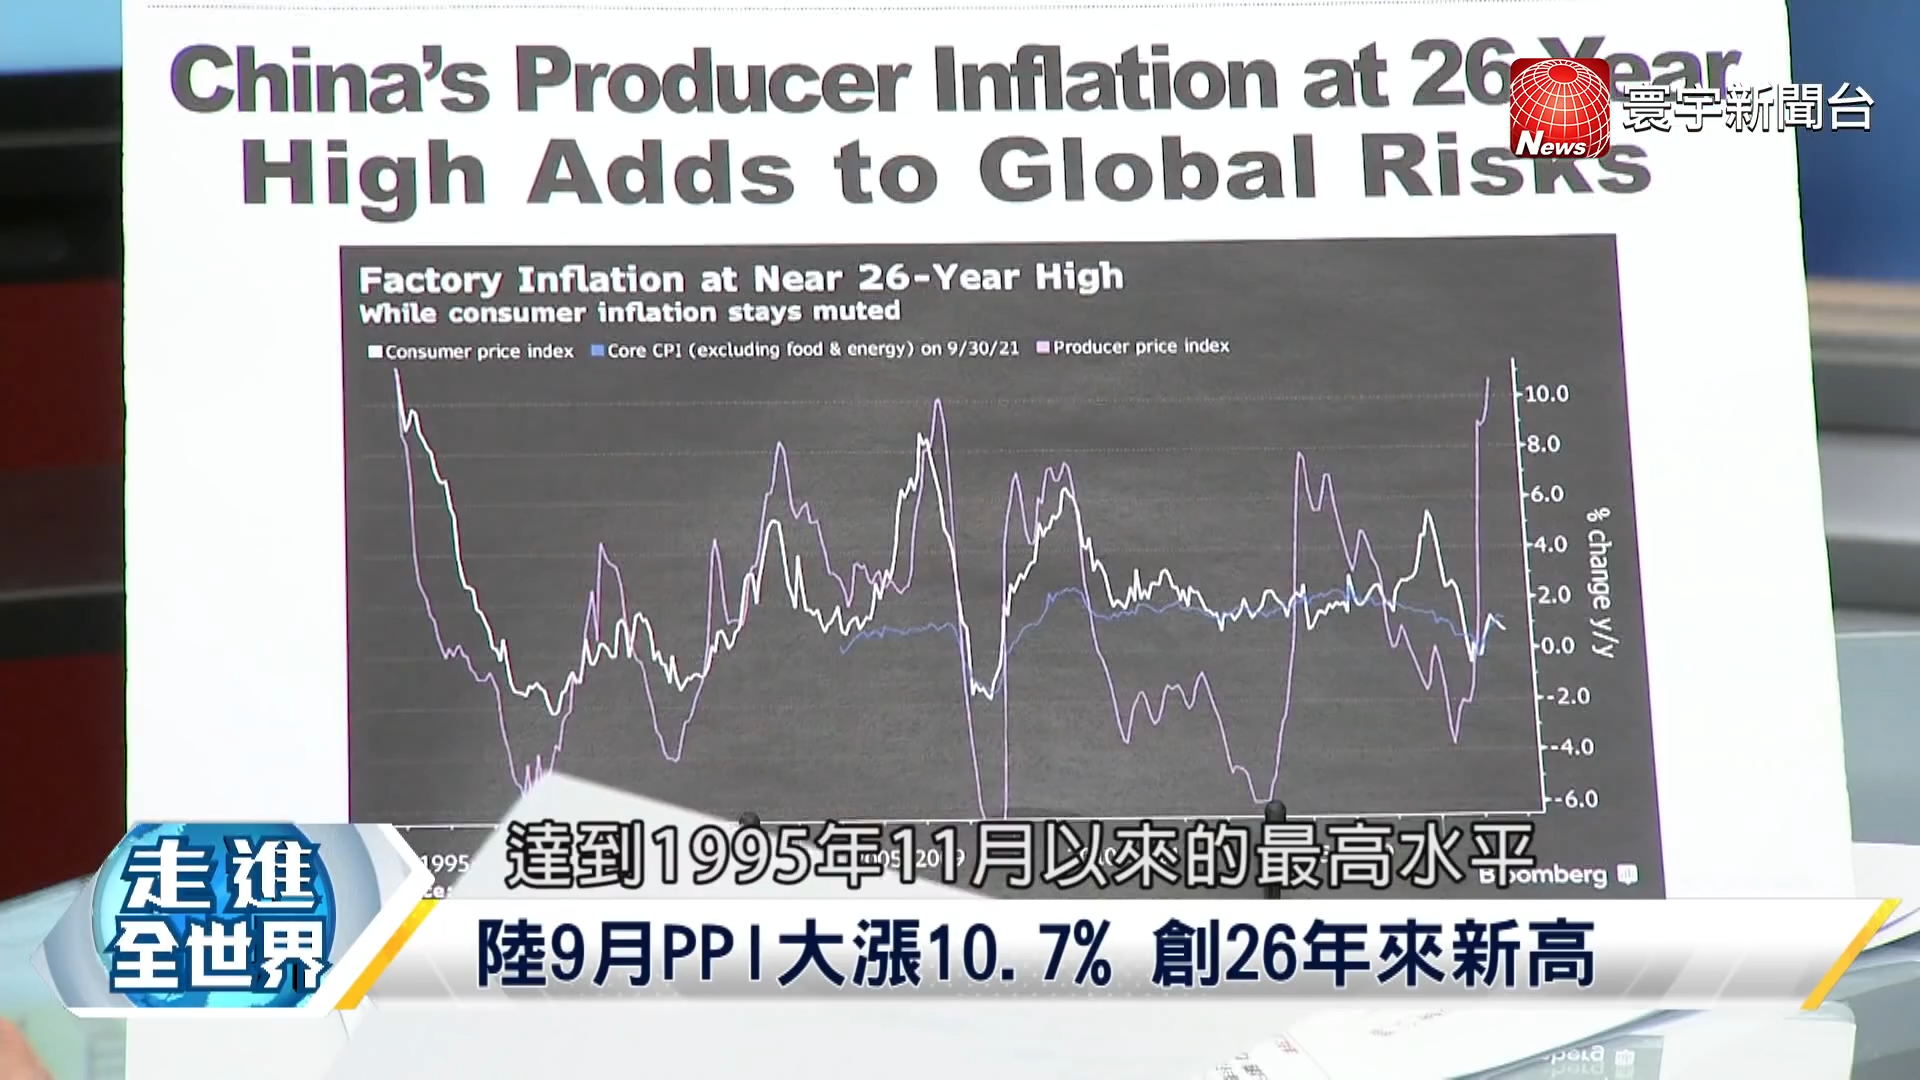 China's Producer Inflation at 26-Year
High Adds to Global Risks
News
寰宇新聞台
Factory Inflation at Near 26-Year High
While consumer inflation stays muted
Consumer price index Core CPI (excluding food & energy) on 9/30/21 Producer price index
10.0
8.0
6.0
4.0
2.0
0.0
-2.0
-4.0
-6.0
% change y/y
1995
達到1995年11月以來的最高水平
Bloomberg
走進
全世界
陸9月PPI大漲10.7% 創26年來新高